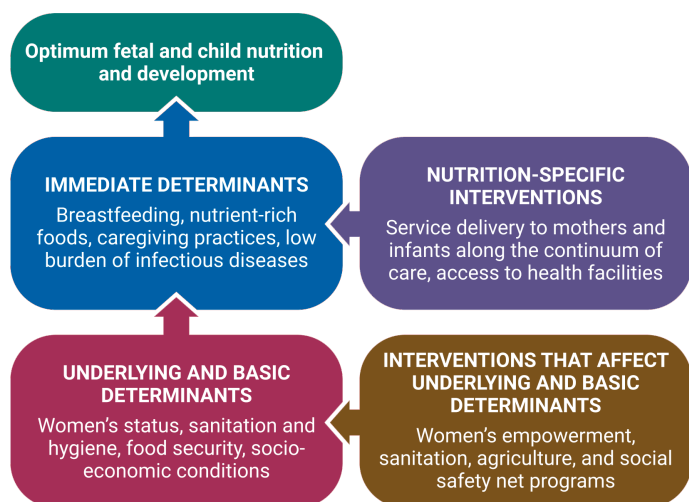 Optimum fetal and child nutrition
and development
IMMEDIATE DETERMINANTS
Breastfeeding, nutrient-rich
foods, caregiving practices, low
burden of infectious diseases
NUTRITION-SPECIFIC
INTERVENTIONS
Service delivery to mothers and
infants along the continuum of
care, access to health facilities
UNDERLYING AND BASIC
DETERMINANTS
Women’s status, sanitation and
hygiene, food security, socio-
economic conditions
INTERVENTIONS THAT AFFECT
UNDERLYING AND BASIC
DETERMINANTS
Women’s empowerment,
sanitation, agriculture, and social
safety net programs